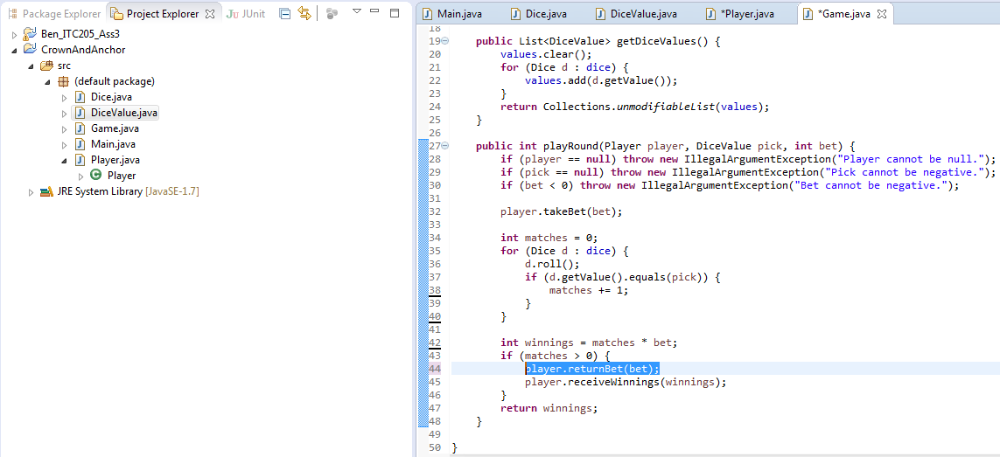 Package Explorer Project Explorer JUnit
Ben_ITC205_Ass3
CrownAndAnchor
src
(default package)
Dice.java
DiceValue.java
Game.java
Main.java
Player.java
Player
JRE System Library [JavaSE-1.7]
Main.java Dice.java DiceValue.java *Player.java *Game.java
18
19 public List<DiceValue> getDiceValues() {
20 values.clear();
21 for (Dice d : dice) {
22 values.add(d.getValue());
23 }
24 return Collections.unmodifiableList(values);
25 }
26
27 public int playRound(Player player, DiceValue pick, int bet) {
28 if (player == null) throw new IllegalArgumentException("Player cannot be null.");
29 if (pick == null) throw new IllegalArgumentException("Pick cannot be negative.");
30 if (bet < 0) throw new IllegalArgumentException("Bet cannot be negative.");
31
32 player.takeBet(bet);
33
34 int matches = 0;
35 for (Dice d : dice) {
36 d.roll();
37 if (d.getValue().equals(pick)) {
38 matches += 1;
39 }
40 }
41
42 int winnings = matches * bet;
43 if (matches > 0) {
44 player.returnBet(bet);
45 player.receiveWinnings(winnings);
46 }
47 return winnings;
48 }
49
50 }